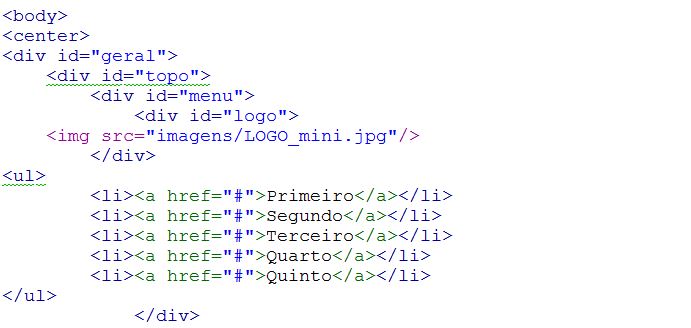 <body>
<center>
<div id="geral">
<div id="topo">
<div id="menu">
<div id="logo">
<img src="imagens/LOGO_mini.jpg"/>
</div>
<ul>
<li><a href="#">Primeiro</a></li>
<li><a href="#">Segundo</a></li>
<li><a href="#">Terceiro</a></li>
<li><a href="#">Quarto</a></li>
<li><a href="#">Quinto</a></li>
</ul>
</div>